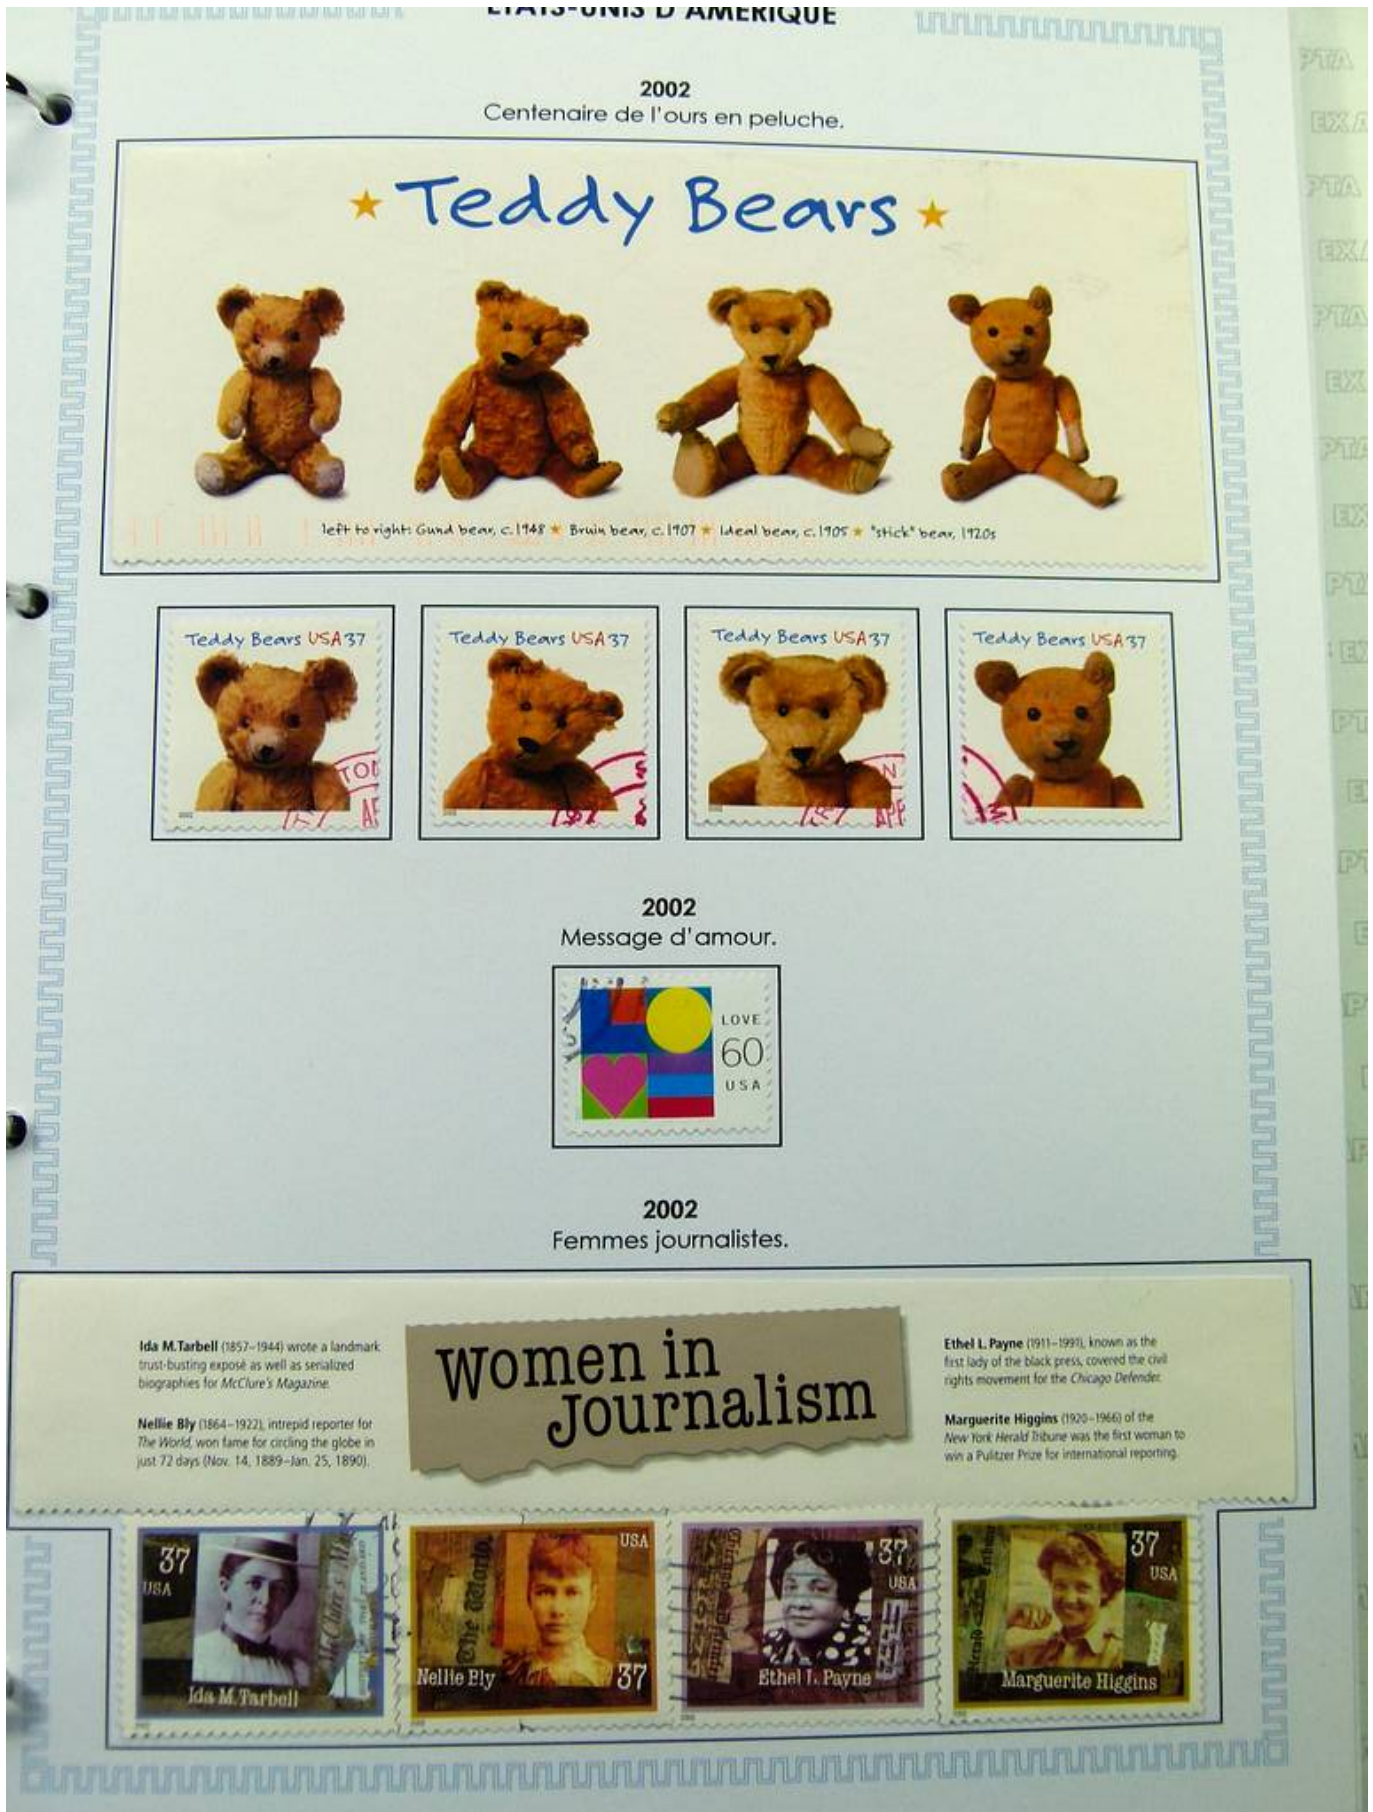 ETATS-UNIS D'AMERIQUE
2002
Centenaire de l'ours en peluche.
Teddy Bears
left to right: Gund bear, c.1948 ★ Bruin bear, c.1907 ★ Ideal bear, c.1905 ★ "stick" bear, 1920s
Teddy Bears USA 37
Teddy Bears USA 37
Teddy Bears USA 37
Teddy Bears USA 37
2002
Message d'amour.
LOVE
60
USA
2002
Femmes journalistes.
Ida M. Tarbell (1857–1944) wrote a landmark
trust-busting exposé as well as serialized
biographies for McClure's Magazine.
Nellie Bly (1864–1922), intrepid reporter for
The World, won fame for circling the globe in
just 72 days (Nov. 14, 1889–Jan. 25, 1890).
Women in
Journalism
Ethel L. Payne (1911–1991), known as the
first lady of the black press, covered the civil
rights movement for the Chicago Defender.
Marguerite Higgins (1920–1966) of the
New York Herald Tribune was the first woman to
win a Pulitzer Prize for international reporting.
37
USA
McClure's
Ida M. Tarbell
USA
The World
Nellie Bly
37
37
USA
Ethel L. Payne
37
USA
Marguerite Higgins